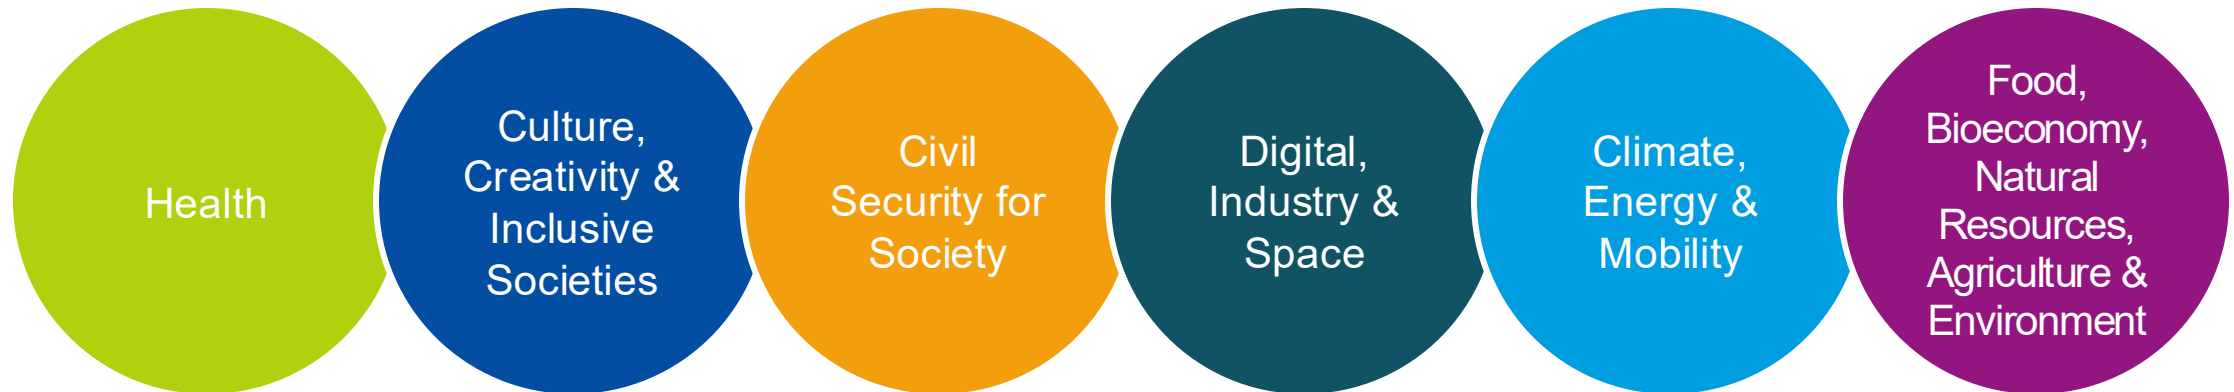 Health
Culture,
Creativity &
Inclusive
Societies
Civil
Security for
Society
Digital,
Industry &
Space
Climate,
Energy &
Mobility
Food,
Bioeconomy,
Natural
Resources,
Agriculture &
Environment